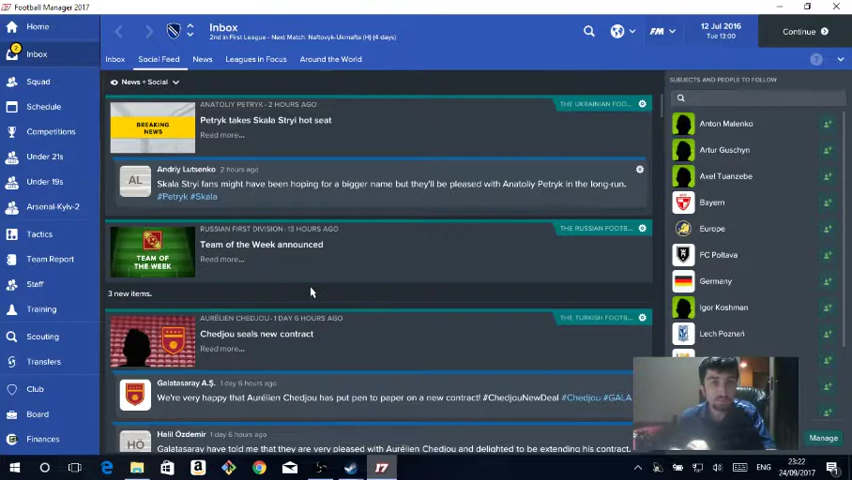 Football Manager 2017
Home
Inbox
2nd in First League - Next Match: Naftovyk-Ukrnafta (H) (4 days)
FM
12 Jul 2016
Tue 13:00
Continue
Inbox
7
Inbox
Social Feed
News
Leagues in Focus
Around the World
?
Squad
Schedule
Competitions
Under 21s
Under 19s
Arsenal-Kyiv-2
Tactics
Team Report
Staff
Training
Scouting
Transfers
Club
Board
Finances
News + Social
ANATOLIY PETRYK - 2 HOURS AGO
THE UKRAINIAN FOO...
BREAKING
NEWS
Petryk takes Skala Stryi hot seat
Read more...
AL
Andriy Lutsenko 2 hours ago
Skala Stryi fans might have been hoping for a bigger name but they'll be pleased with Anatoliy Petryk in the long-run.
#Petryk #Skala
RUSSIAN FIRST DIVISION - 13 HOURS AGO
THE RUSSIAN FOOTB...
TEAM OF
THE WEEK
Team of the Week announced
Read more...
3 new items.
AURÉLIEN CHEDJOU - 1 DAY 6 HOURS AGO
THE TURKISH FOOTB...
Chedjou seals new contract
Read more...
Galatasaray A.Ş. 1 day 6 hours ago
We're very happy that Aurélien Chedjou has put pen to paper on a new contract! #ChedjouNewDeal #Chedjou #GALA
HÖ
Halil Özdemir 1 day 6 hours ago
Galatasaray have told me that they are very pleased with Aurélien Chedjou and delighted to be extending his contract.
SUBJECTS AND PEOPLE TO FOLLOW
Anton Malenko
Artur Guschyn
Axel Tuanzebe
Bayern
Europe
FC Poltava
Germany
Igor Koshman
Lech Poznań
Manage
17
ENG
23:22
24/09/2017